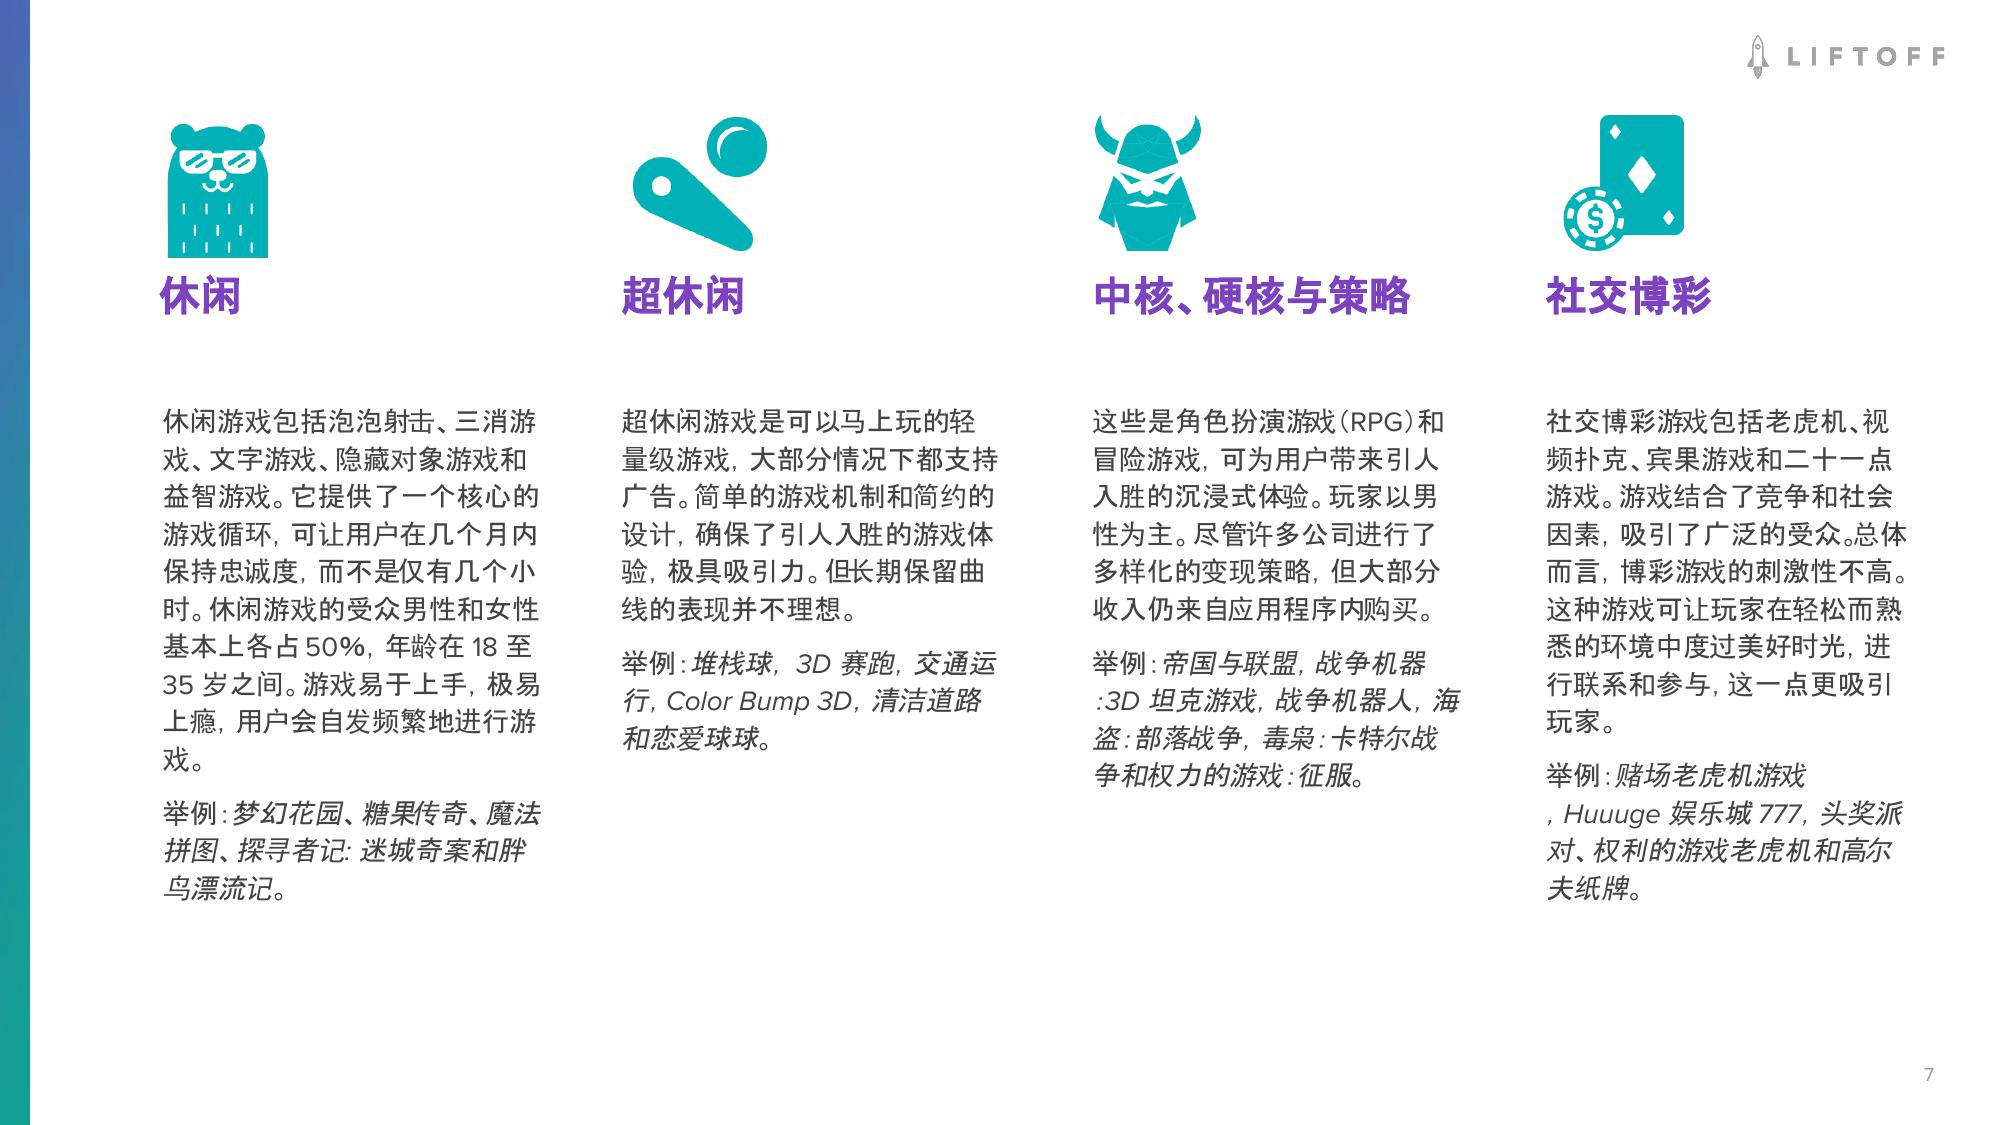 LIFTOFF
休闲
休闲游戏包括泡泡射击、三消游
戏、文字游戏、隐藏对象游戏和
益智游戏。它提供了一个核心的
游戏循环，可让用户在几个月内
保持忠诚度，而不是仅有几个小
时。休闲游戏的受众男性和女性
基本上各占 50%，年龄在 18 至
35 岁之间。游戏易于上手，极易
上瘾，用户会自发频繁地进行游
戏。
举例：梦幻花园、糖果传奇、魔法
拼图、探寻者记: 迷城奇案和胖
鸟漂流记。
超休闲
超休闲游戏是可以马上玩的轻
量级游戏，大部分情况下都支持
广告。简单的游戏机制和简约的
设计，确保了引人入胜的游戏体
验，极具吸引力。但长期保留曲
线的表现并不理想。
举例：堆栈球，3D 赛跑，交通运
行，Color Bump 3D，清洁道路
和恋爱球球。
中核、硬核与策略
这些是角色扮演游戏（RPG）和
冒险游戏，可为用户带来引人
入胜的沉浸式体验。玩家以男
性为主。尽管许多公司进行了
多样化的变现策略，但大部分
收入仍来自应用程序内购买。
举例：帝国与联盟，战争机器
：3D 坦克游戏，战争机器人，海
盗：部落战争，毒枭：卡特尔战
争和权力的游戏：征服。
社交博彩
社交博彩游戏包括老虎机、视
频扑克、宾果游戏和二十一点
游戏。游戏结合了竞争和社会
因素，吸引了广泛的受众。总体
而言，博彩游戏的刺激性不高。
这种游戏可让玩家在轻松而熟
悉的环境中度过美好时光，进
行联系和参与，这一点更吸引
玩家。
举例：赌场老虎机游戏
，Huuuge 娱乐城 777，头奖派
对、权利的游戏老虎机和高尔
夫纸牌。
7